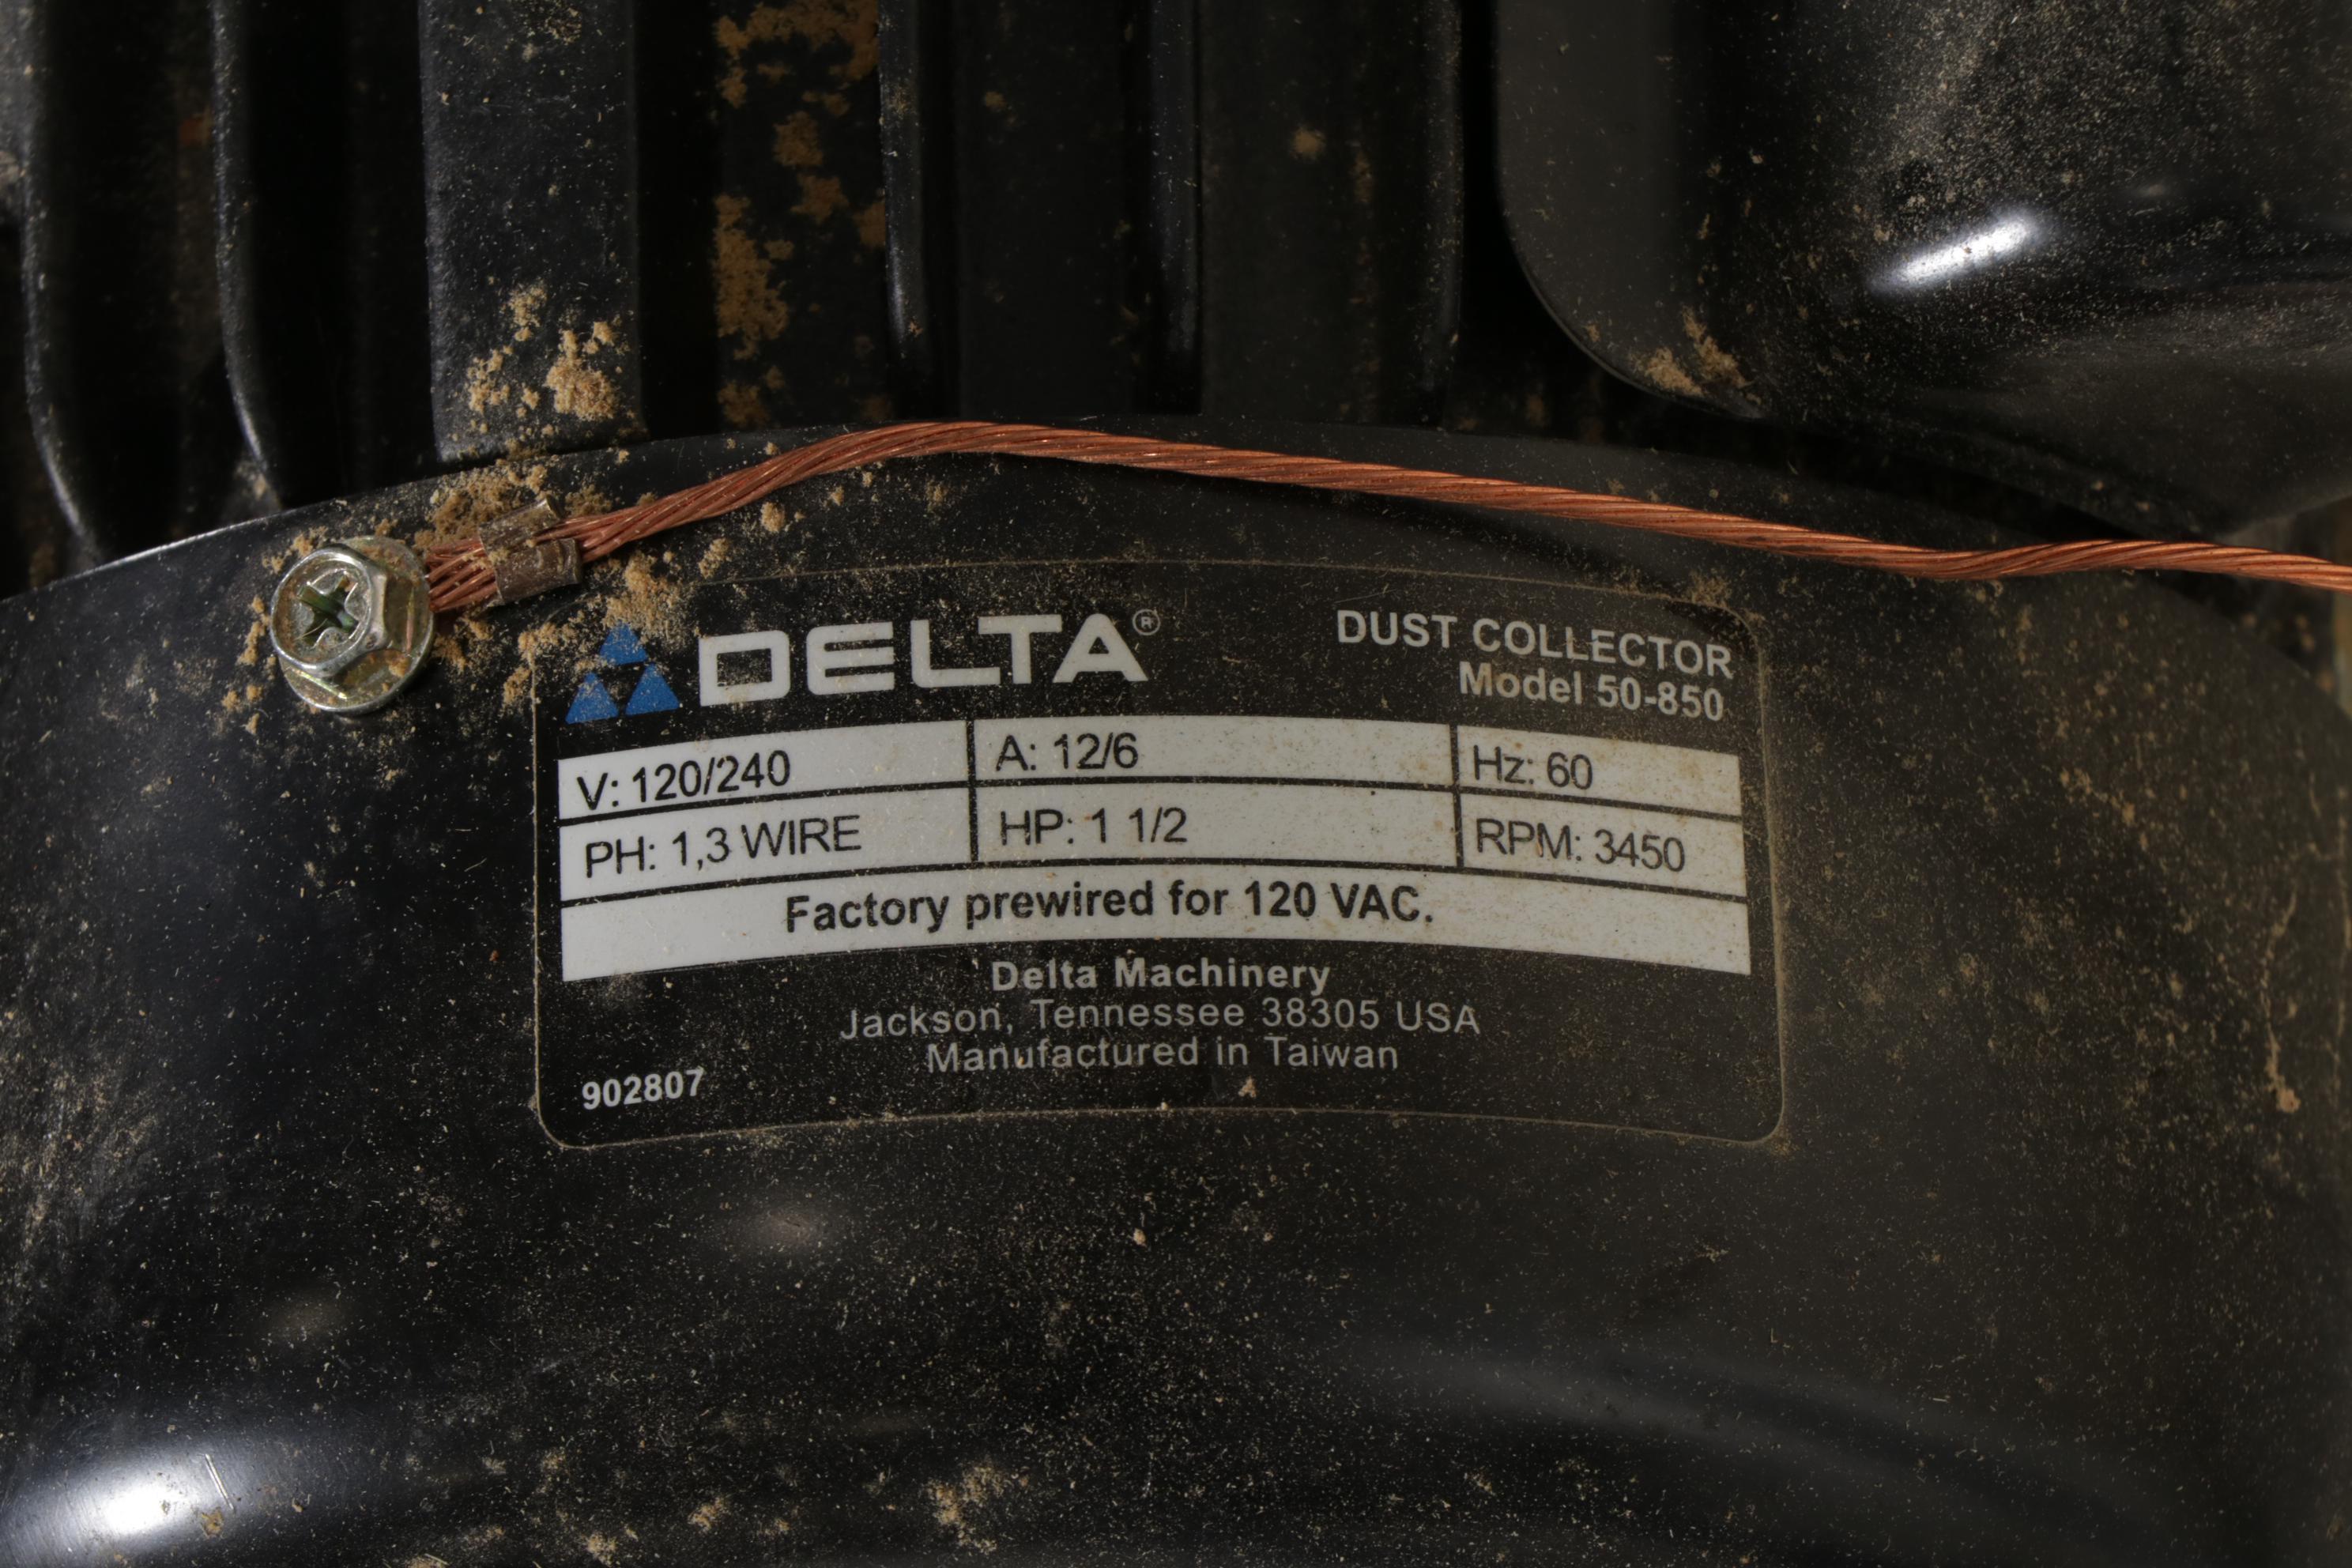 DELTA®
DUST COLLECTOR
Model 50-850
V: 120/240 A: 12/6 Hz: 60
PH: 1,3 WIRE HP: 1 1/2 RPM: 3450
Factory prewired for 120 VAC.
Delta Machinery
Jackson, Tennessee 38305 USA
Manufactured in Taiwan
902807